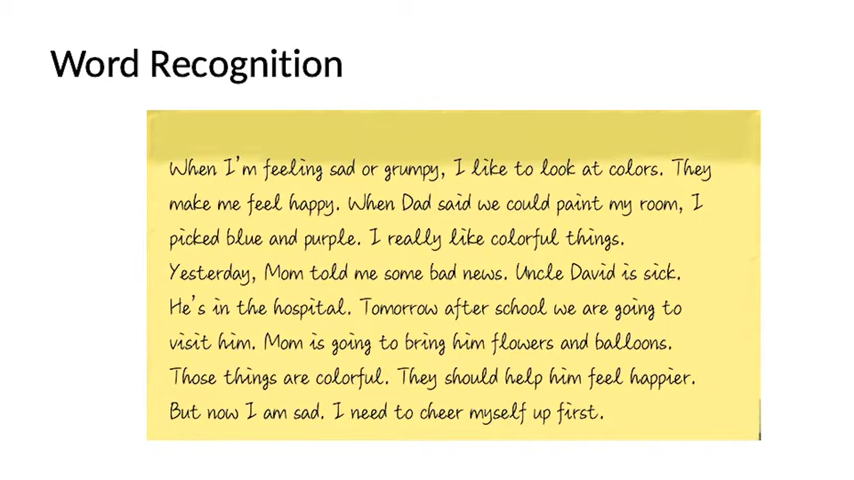 Word Recognition
When I'm feeling sad or grumpy, I like to look at colors. They
make me feel happy. When Dad said we could paint my room, I
picked blue and purple. I really like colorful things.
Yesterday, Mom told me some bad news. Uncle David is sick.
He's in the hospital. Tomorrow after school we are going to
visit him. Mom is going to bring him flowers and balloons.
Those things are colorful. They should help him feel happier.
But now I am sad. I need to cheer myself up first.